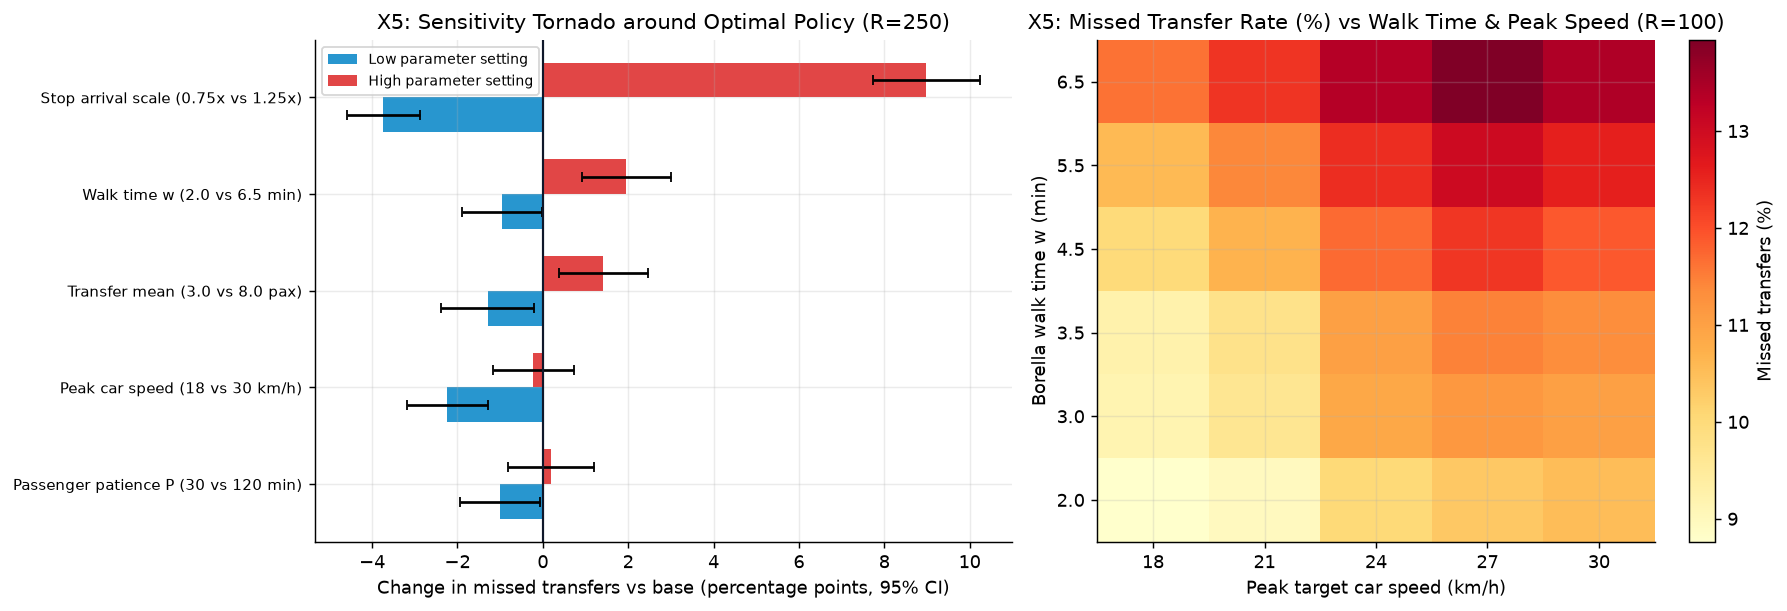 X5: Sensitivity Tornado around Optimal Policy (R=250)
Low parameter setting
High parameter setting
Stop arrival scale (0.75x vs 1.25x)
Walk time w (2.0 vs 6.5 min)
Transfer mean (3.0 vs 8.0 pax)
Peak car speed (18 vs 30 km/h)
Passenger patience P (30 vs 120 min)
−4 −2 0 2 4 6 8 10
Change in missed transfers vs base (percentage points, 95% CI)
X5: Missed Transfer Rate (%) vs Walk Time & Peak Speed (R=100)
Borella walk time w (min)
6.5
5.5
4.5
3.5
3.0
2.0
18 21 24 27 30
Peak target car speed (km/h)
13
12
11
10
9
Missed transfers (%)